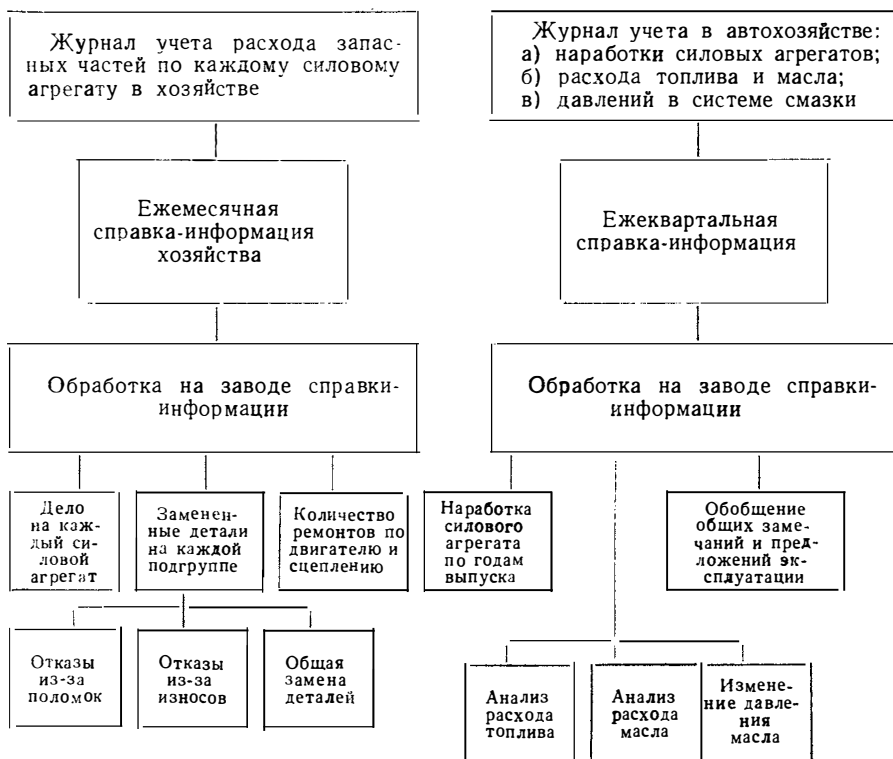 Журнал учета расхода запас-
ных частей по каждому силовому
агрегату в хозяйстве
Журнал учета в автохозяйстве:
а) наработки силовых агрегатов;
б) расхода топлива и масла;
в) давлений в системе смазки
Ежемесячная
справка-информация
хозяйства
Ежеквартальная
справка-информация
Обработка на заводе справки-
информации
Обработка на заводе справки-
информации
Дело
на каж-
дый си-
ловой
агрегат
Заменен-
ные детали
на каждой
подгруппе
Количество
ремонтов по
двигателю и
сцеплению
Наработка
силового
агрегата
по годам
выпуска
Обобщение
общих заме-
чаний и пред-
ложений эк-
сплуатации
Отказы
из-за
поломок
Отказы
из-за
износов
Общая
замена
деталей
Анализ
расхода
топлива
Анализ
расхода
масла
Измене-
ние давления
масла